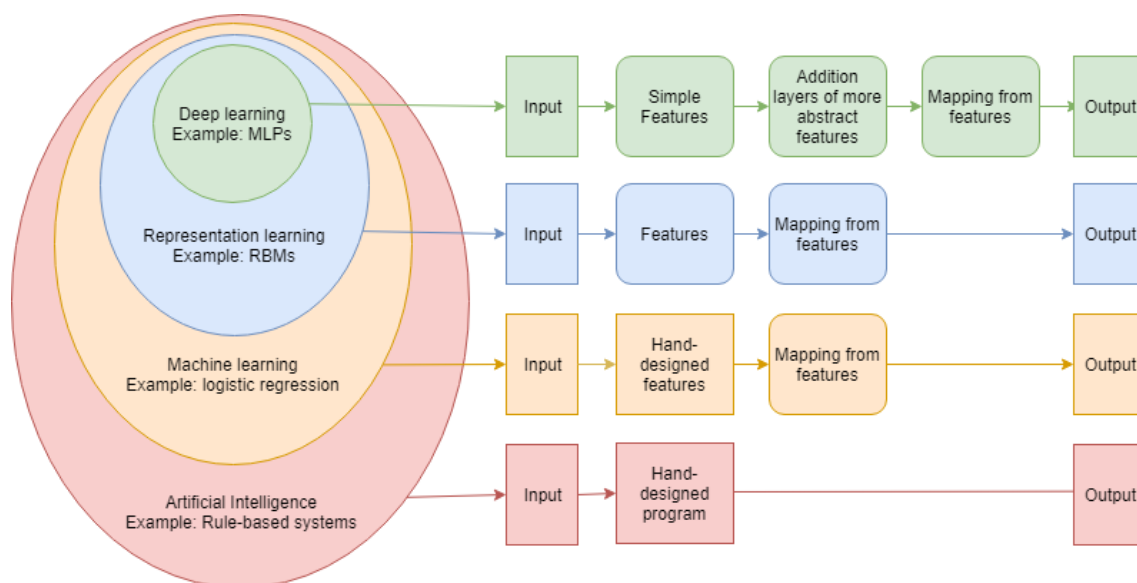 Deep learning
Example: MLPs
Input
Simple
Features
Addition
layers of more
abstract
features
Mapping from
features
Output
Representation learning
Example: RBMs
Input
Features
Mapping from
features
Output
Machine learning
Example: logistic regression
Input
Hand-
designed
features
Mapping from
features
Output
Artificial Intelligence
Example: Rule-based systems
Input
Hand-
designed
program
Output